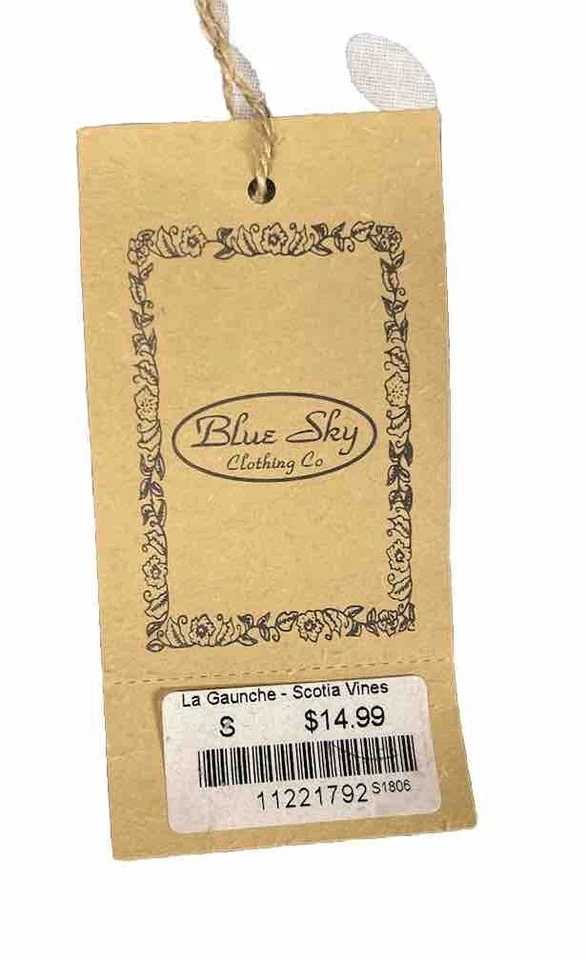 Blue Sky
Clothing Co
La Gaunche - Scotia Vines
S $14.99
11221792 S1806